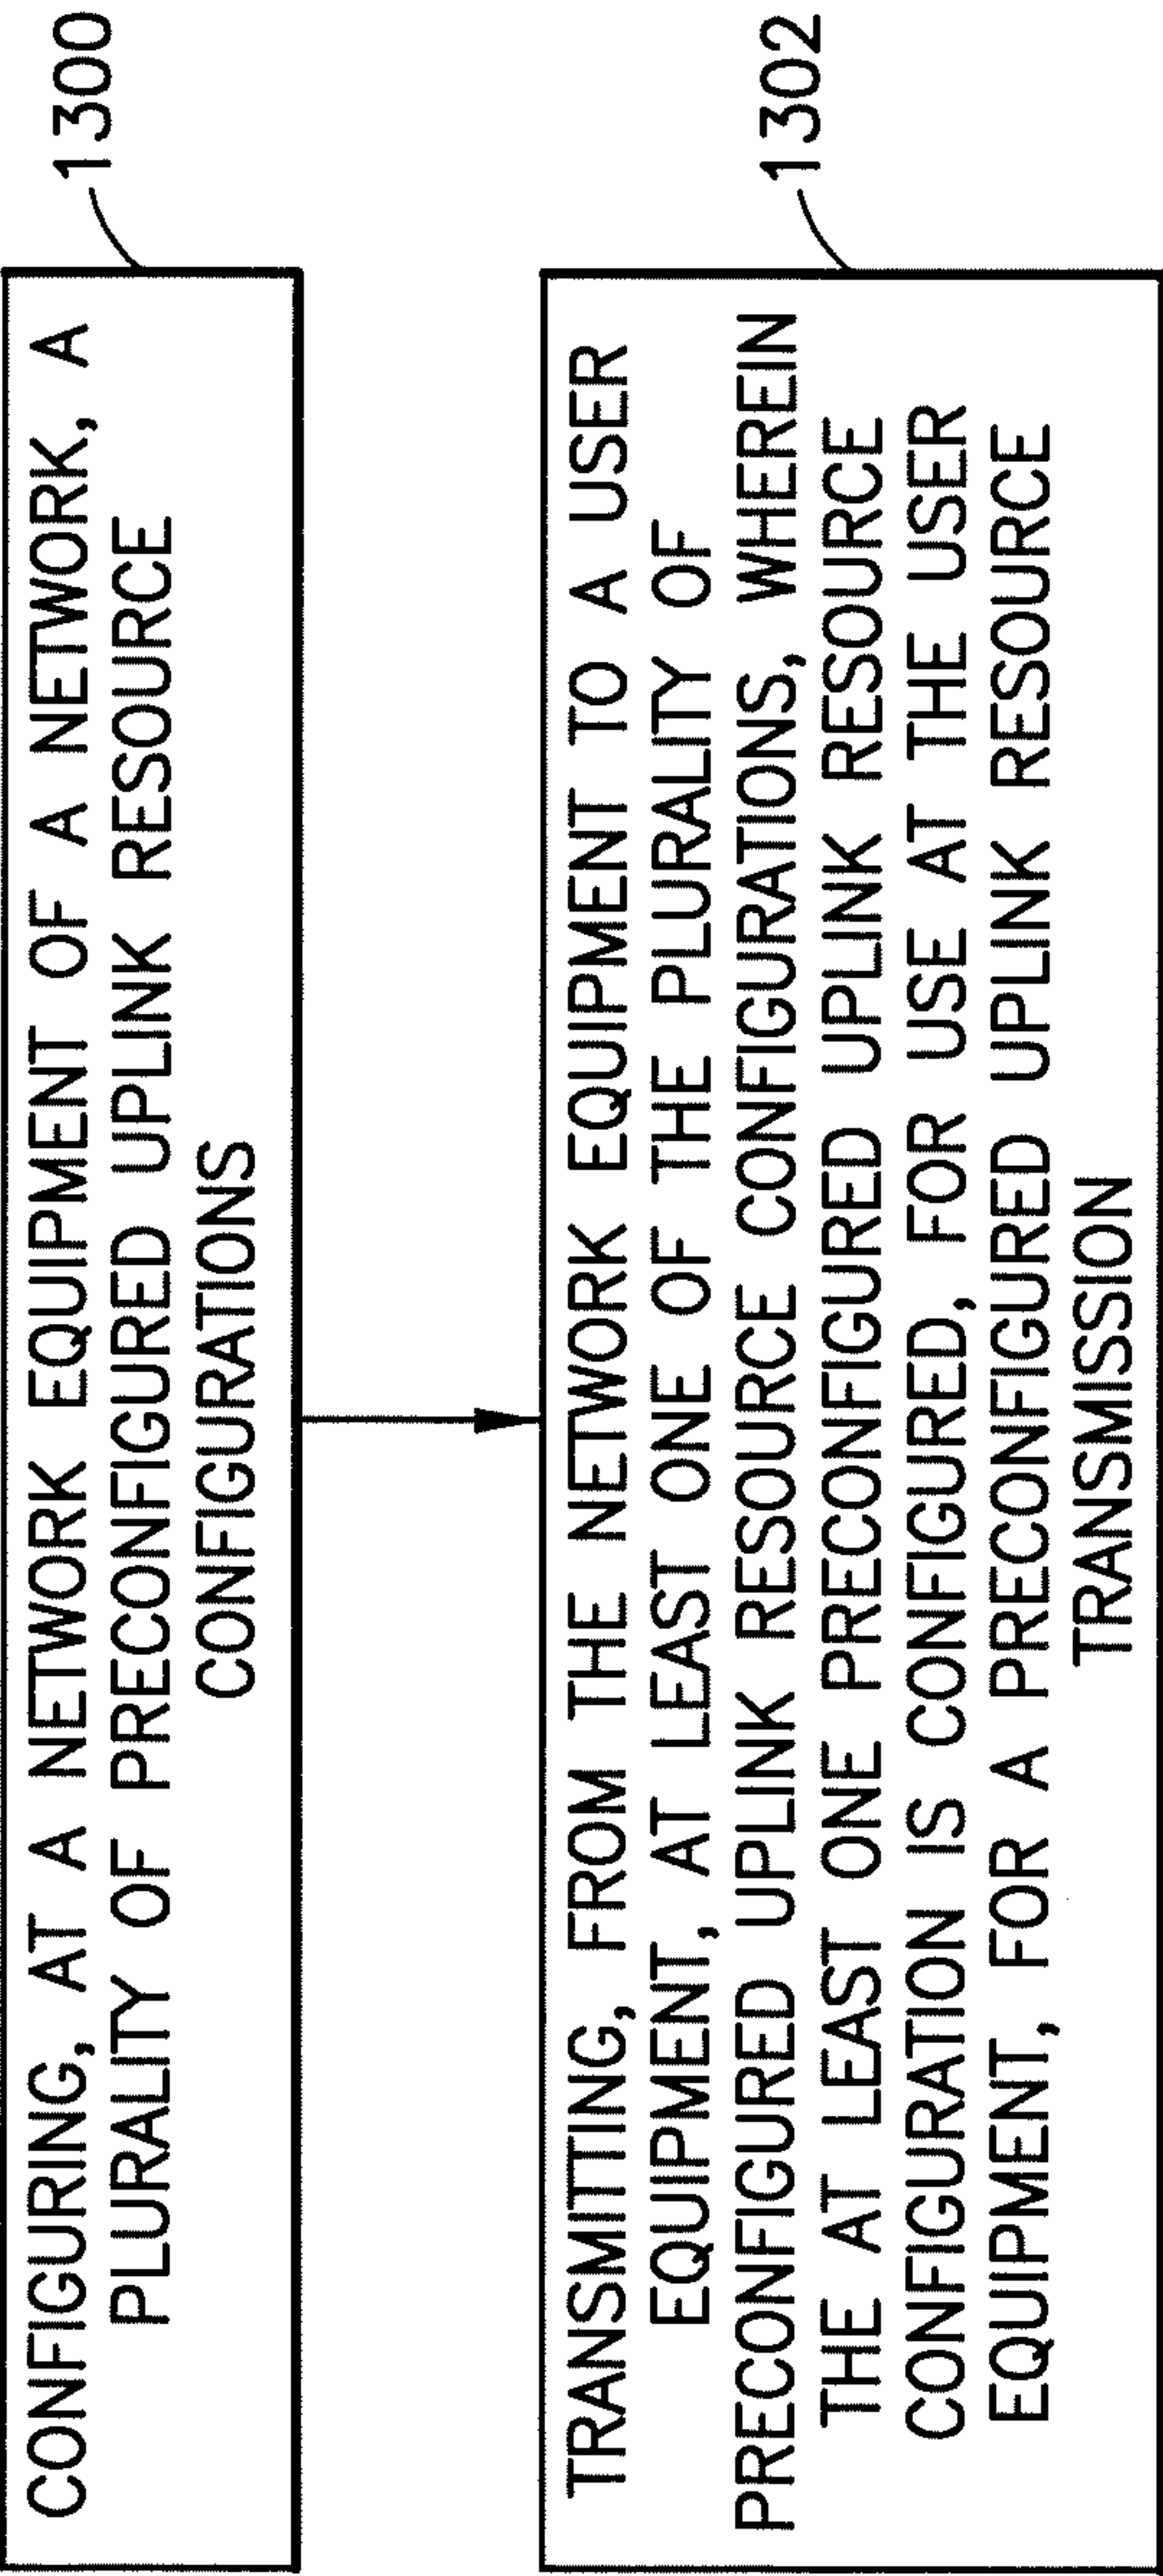 CONFIGURING, AT A NETWORK EQUIPMENT OF A NETWORK, A
PLURALITY OF PRECONFIGURED UPLINK RESOURCE
CONFIGURATIONS
1300
TRANSMITTING, FROM THE NETWORK EQUIPMENT TO A USER
EQUIPMENT, AT LEAST ONE OF THE PLURALITY OF
PRECONFIGURED UPLINK RESOURCE CONFIGURATIONS, WHEREIN
THE AT LEAST ONE PRECONFIGURED UPLINK RESOURCE
CONFIGURATION IS CONFIGURED, FOR USE AT THE USER
EQUIPMENT, FOR A PRECONFIGURED UPLINK RESOURCE
TRANSMISSION
1302